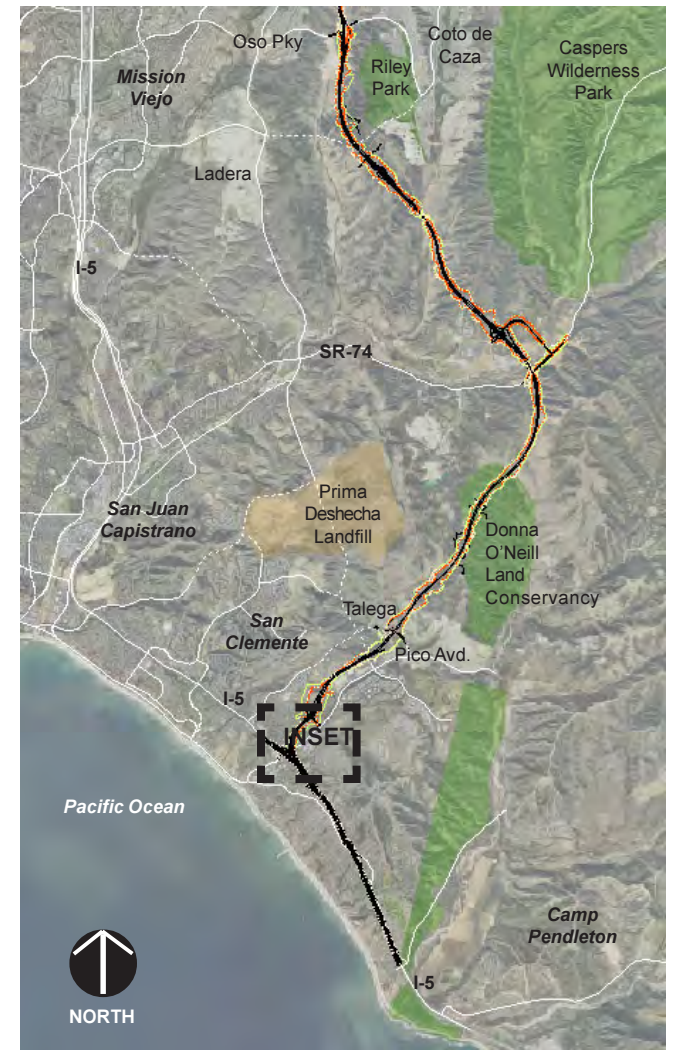 Oso Pky
Coto de
Caza
Caspers
Wilderness
Park
Mission
Viejo
Riley
Park
Ladera
I-5
SR-74
Prima
Deshecha
Landfill
San Juan
Capistrano
Donna
O'Neill
Land
Conservancy
Talega
San
Clemente
Pico Avd.
I-5
INSET
Pacific Ocean
Camp
Pendleton
I-5
NORTH